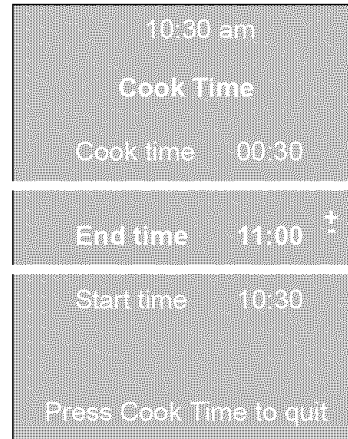 10:30 am
Cook Time
Cook time 00:30
End time 11:00 +
-
Start time 10:30
Press Cook Time to quit